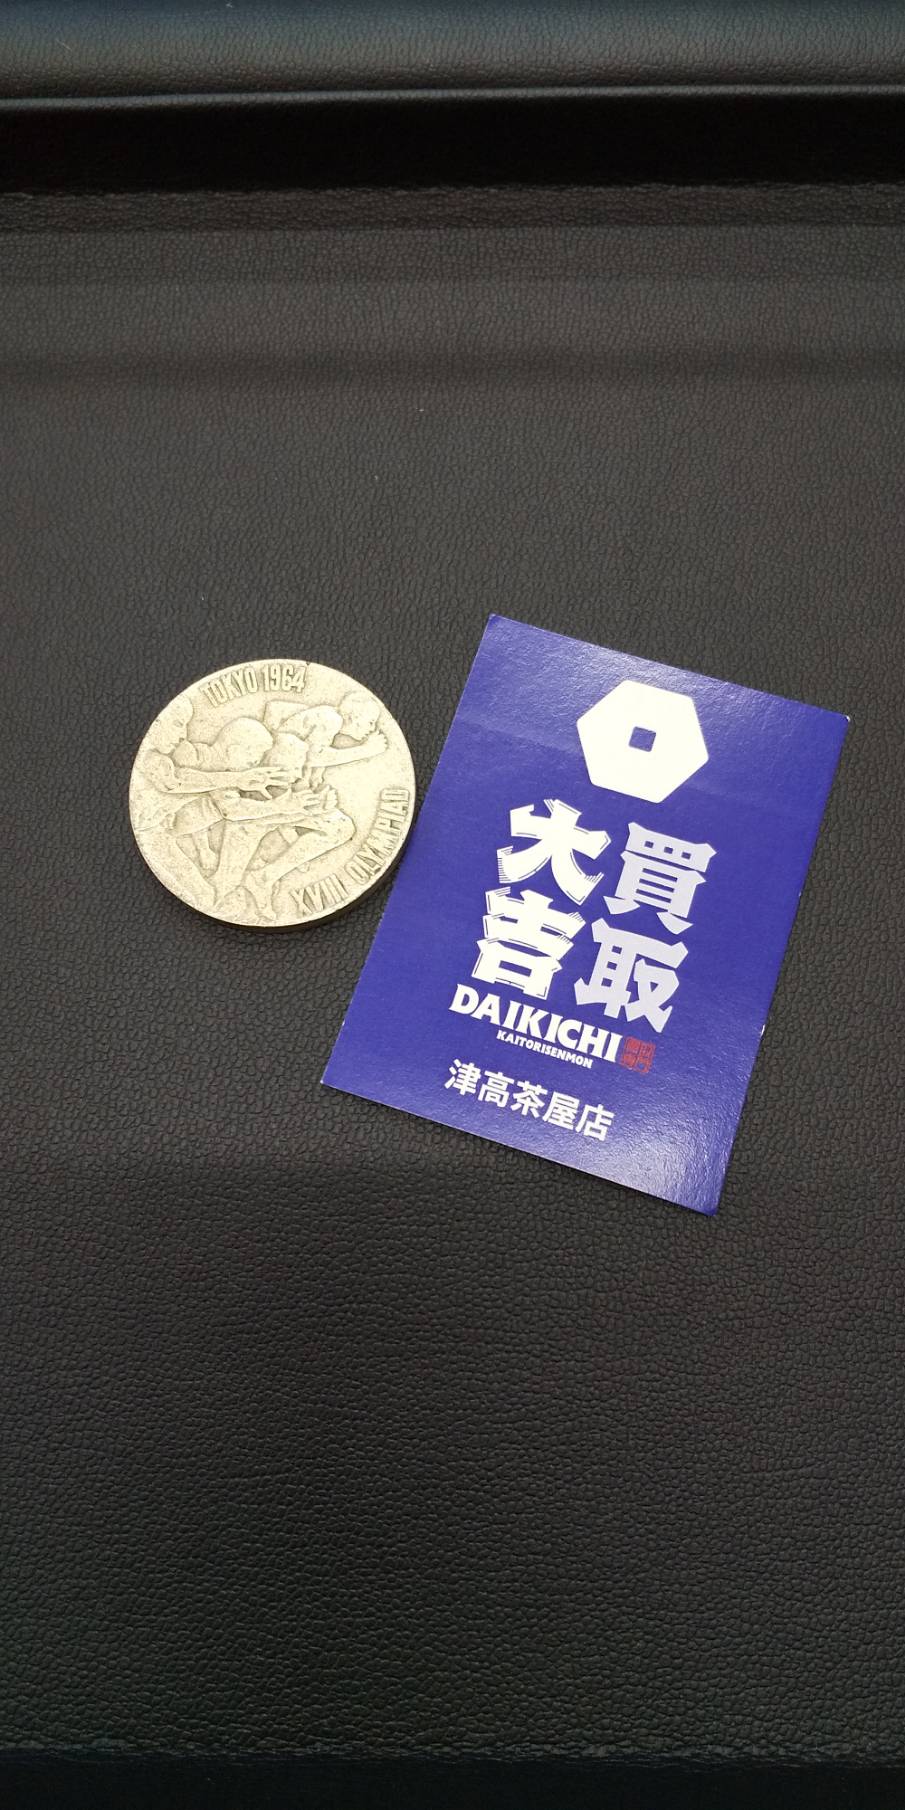 TOKYO 1964
XVIII OLYMPIAD
買取
大吉
DAIKICHI
KAITORISENMON
津高茶屋店